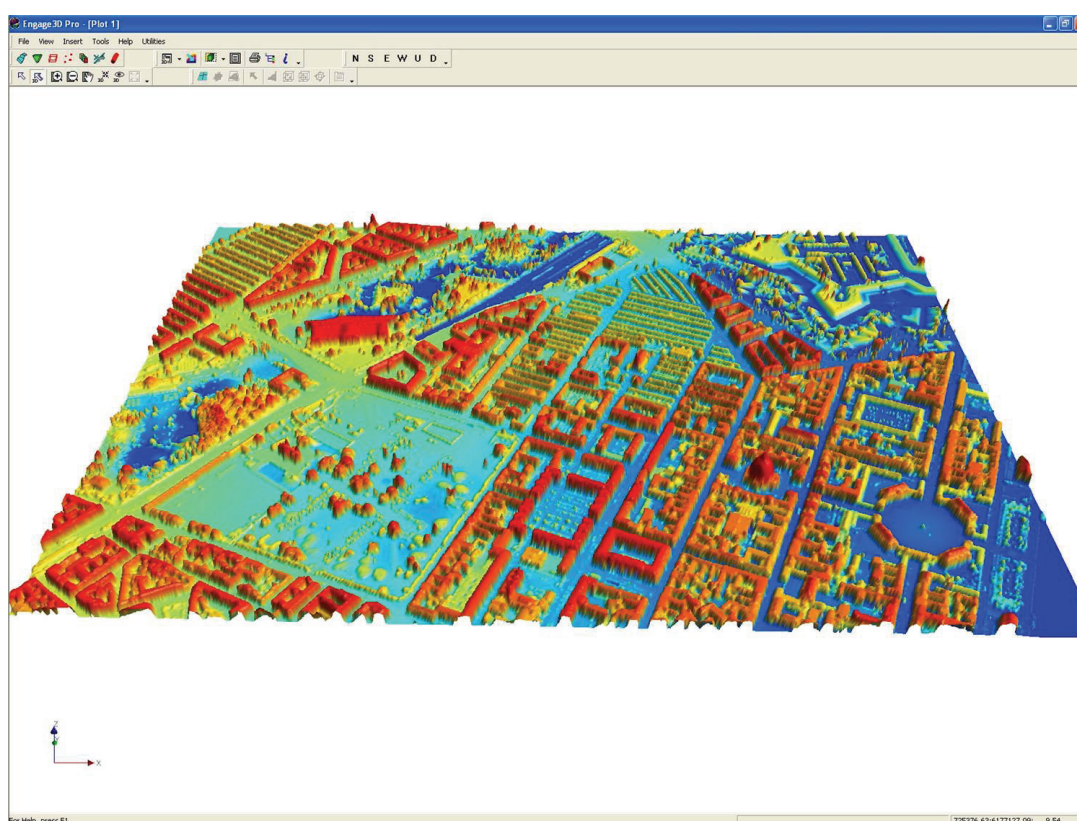 Engage3D Pro - [Plot 1]
File View Insert Tools Help Utilities
N S E W U D
Z
X
For Help, press F1